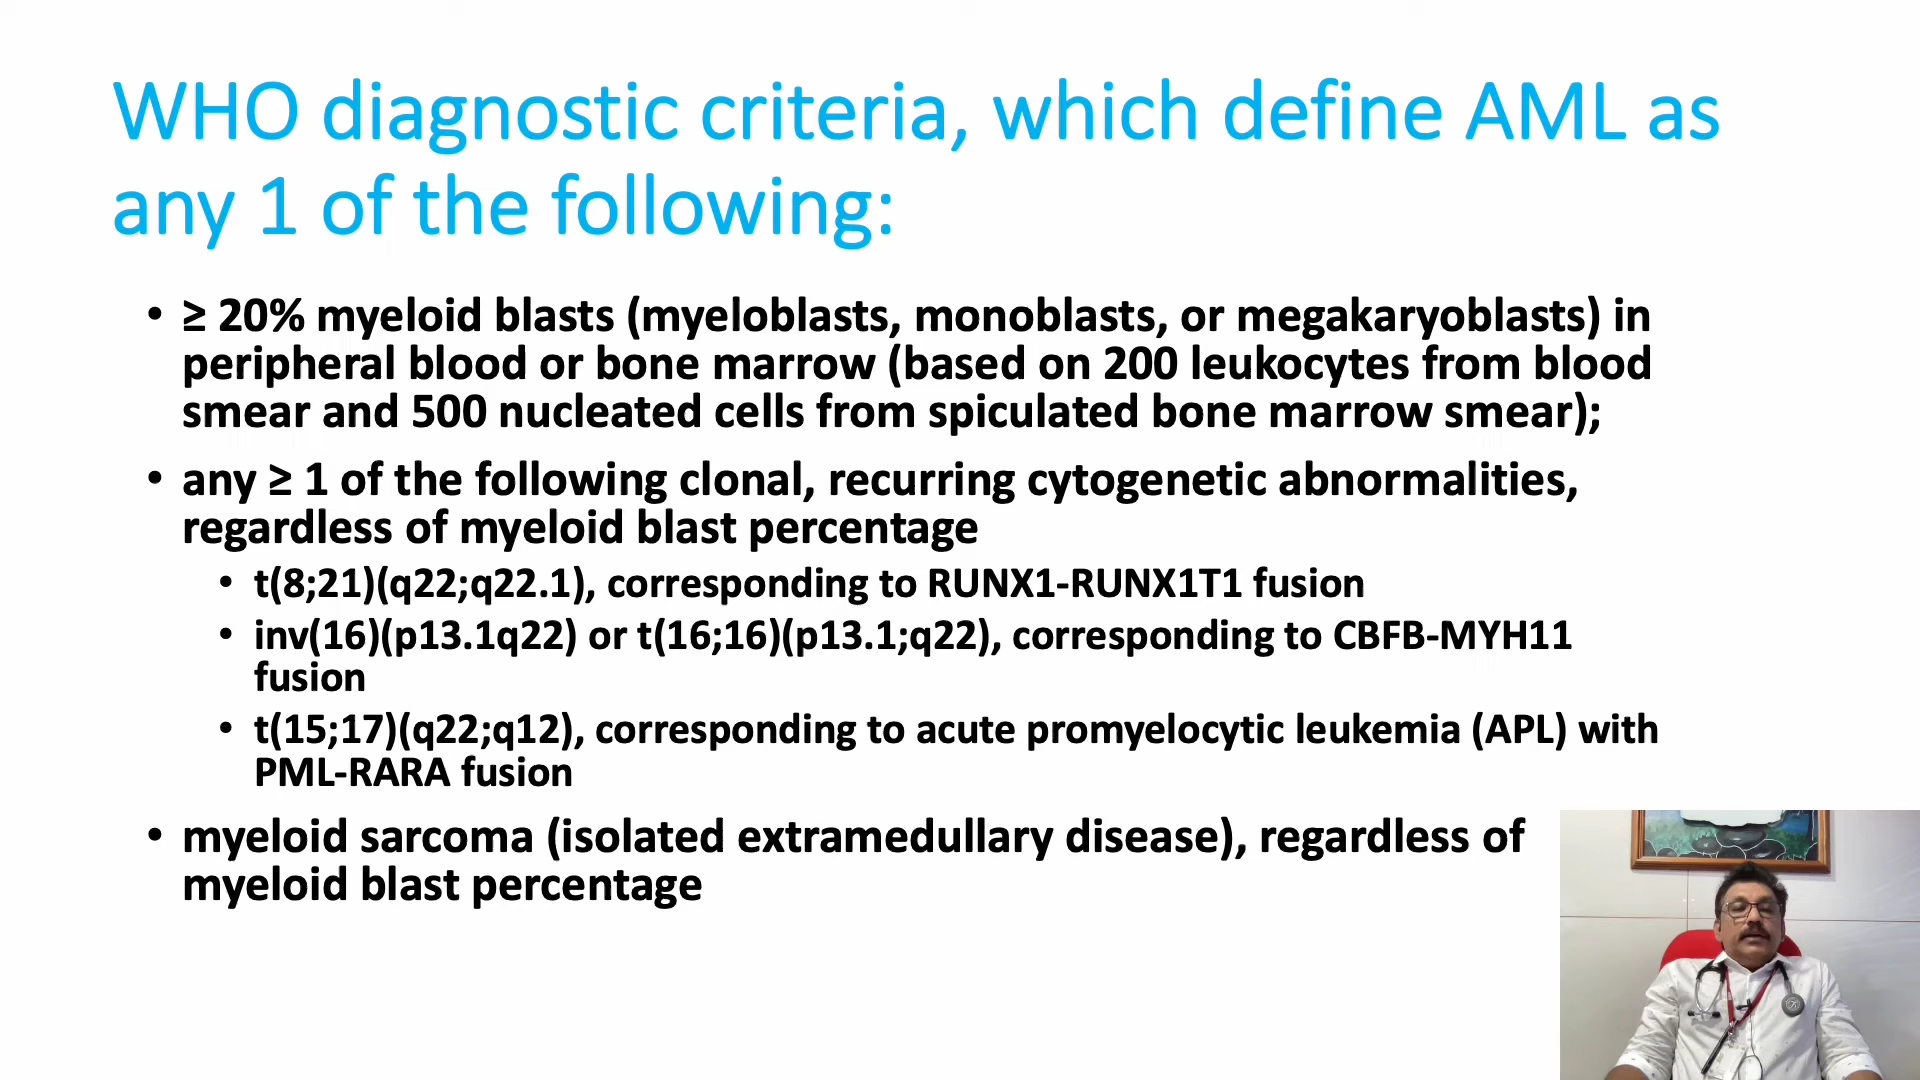 WHO diagnostic criteria, which define AML as
any 1 of the following:
• ≥ 20% myeloid blasts (myeloblasts, monoblasts, or megakaryoblasts) in
peripheral blood or bone marrow (based on 200 leukocytes from blood
smear and 500 nucleated cells from spiculated bone marrow smear);
• any ≥ 1 of the following clonal, recurring cytogenetic abnormalities,
regardless of myeloid blast percentage
• t(8;21)(q22;q22.1), corresponding to RUNX1-RUNX1T1 fusion
• inv(16)(p13.1q22) or t(16;16)(p13.1;q22), corresponding to CBFB-MYH11
fusion
• t(15;17)(q22;q12), corresponding to acute promyelocytic leukemia (APL) with
PML-RARA fusion
• myeloid sarcoma (isolated extramedullary disease), regardless of
myeloid blast percentage